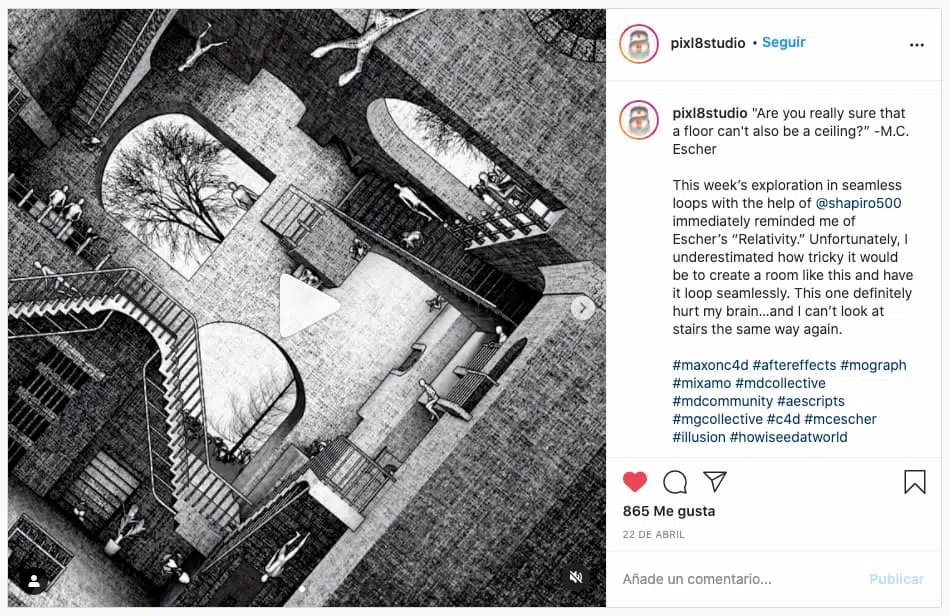 pixl8studio • Seguir
pixl8studio "Are you really sure that
a floor can't also be a ceiling?” -M.C.
Escher
This week’s exploration in seamless
loops with the help of @shapiro500
immediately reminded me of
Escher’s “Relativity.” Unfortunately, I
underestimated how tricky it would
be to create a room like this and have
it loop seamlessly. This one definitely
hurt my brain...and I can’t look at
stairs the same way again.
#maxonc4d #aftereffects #mograph
#mixamo #mdcollective
#mdcommunity #aescripts
#mgcollective #c4d #mcescher
#illusion #howiseedatworld
865 Me gusta
22 DE ABRIL
Añade un comentario...
Publicar